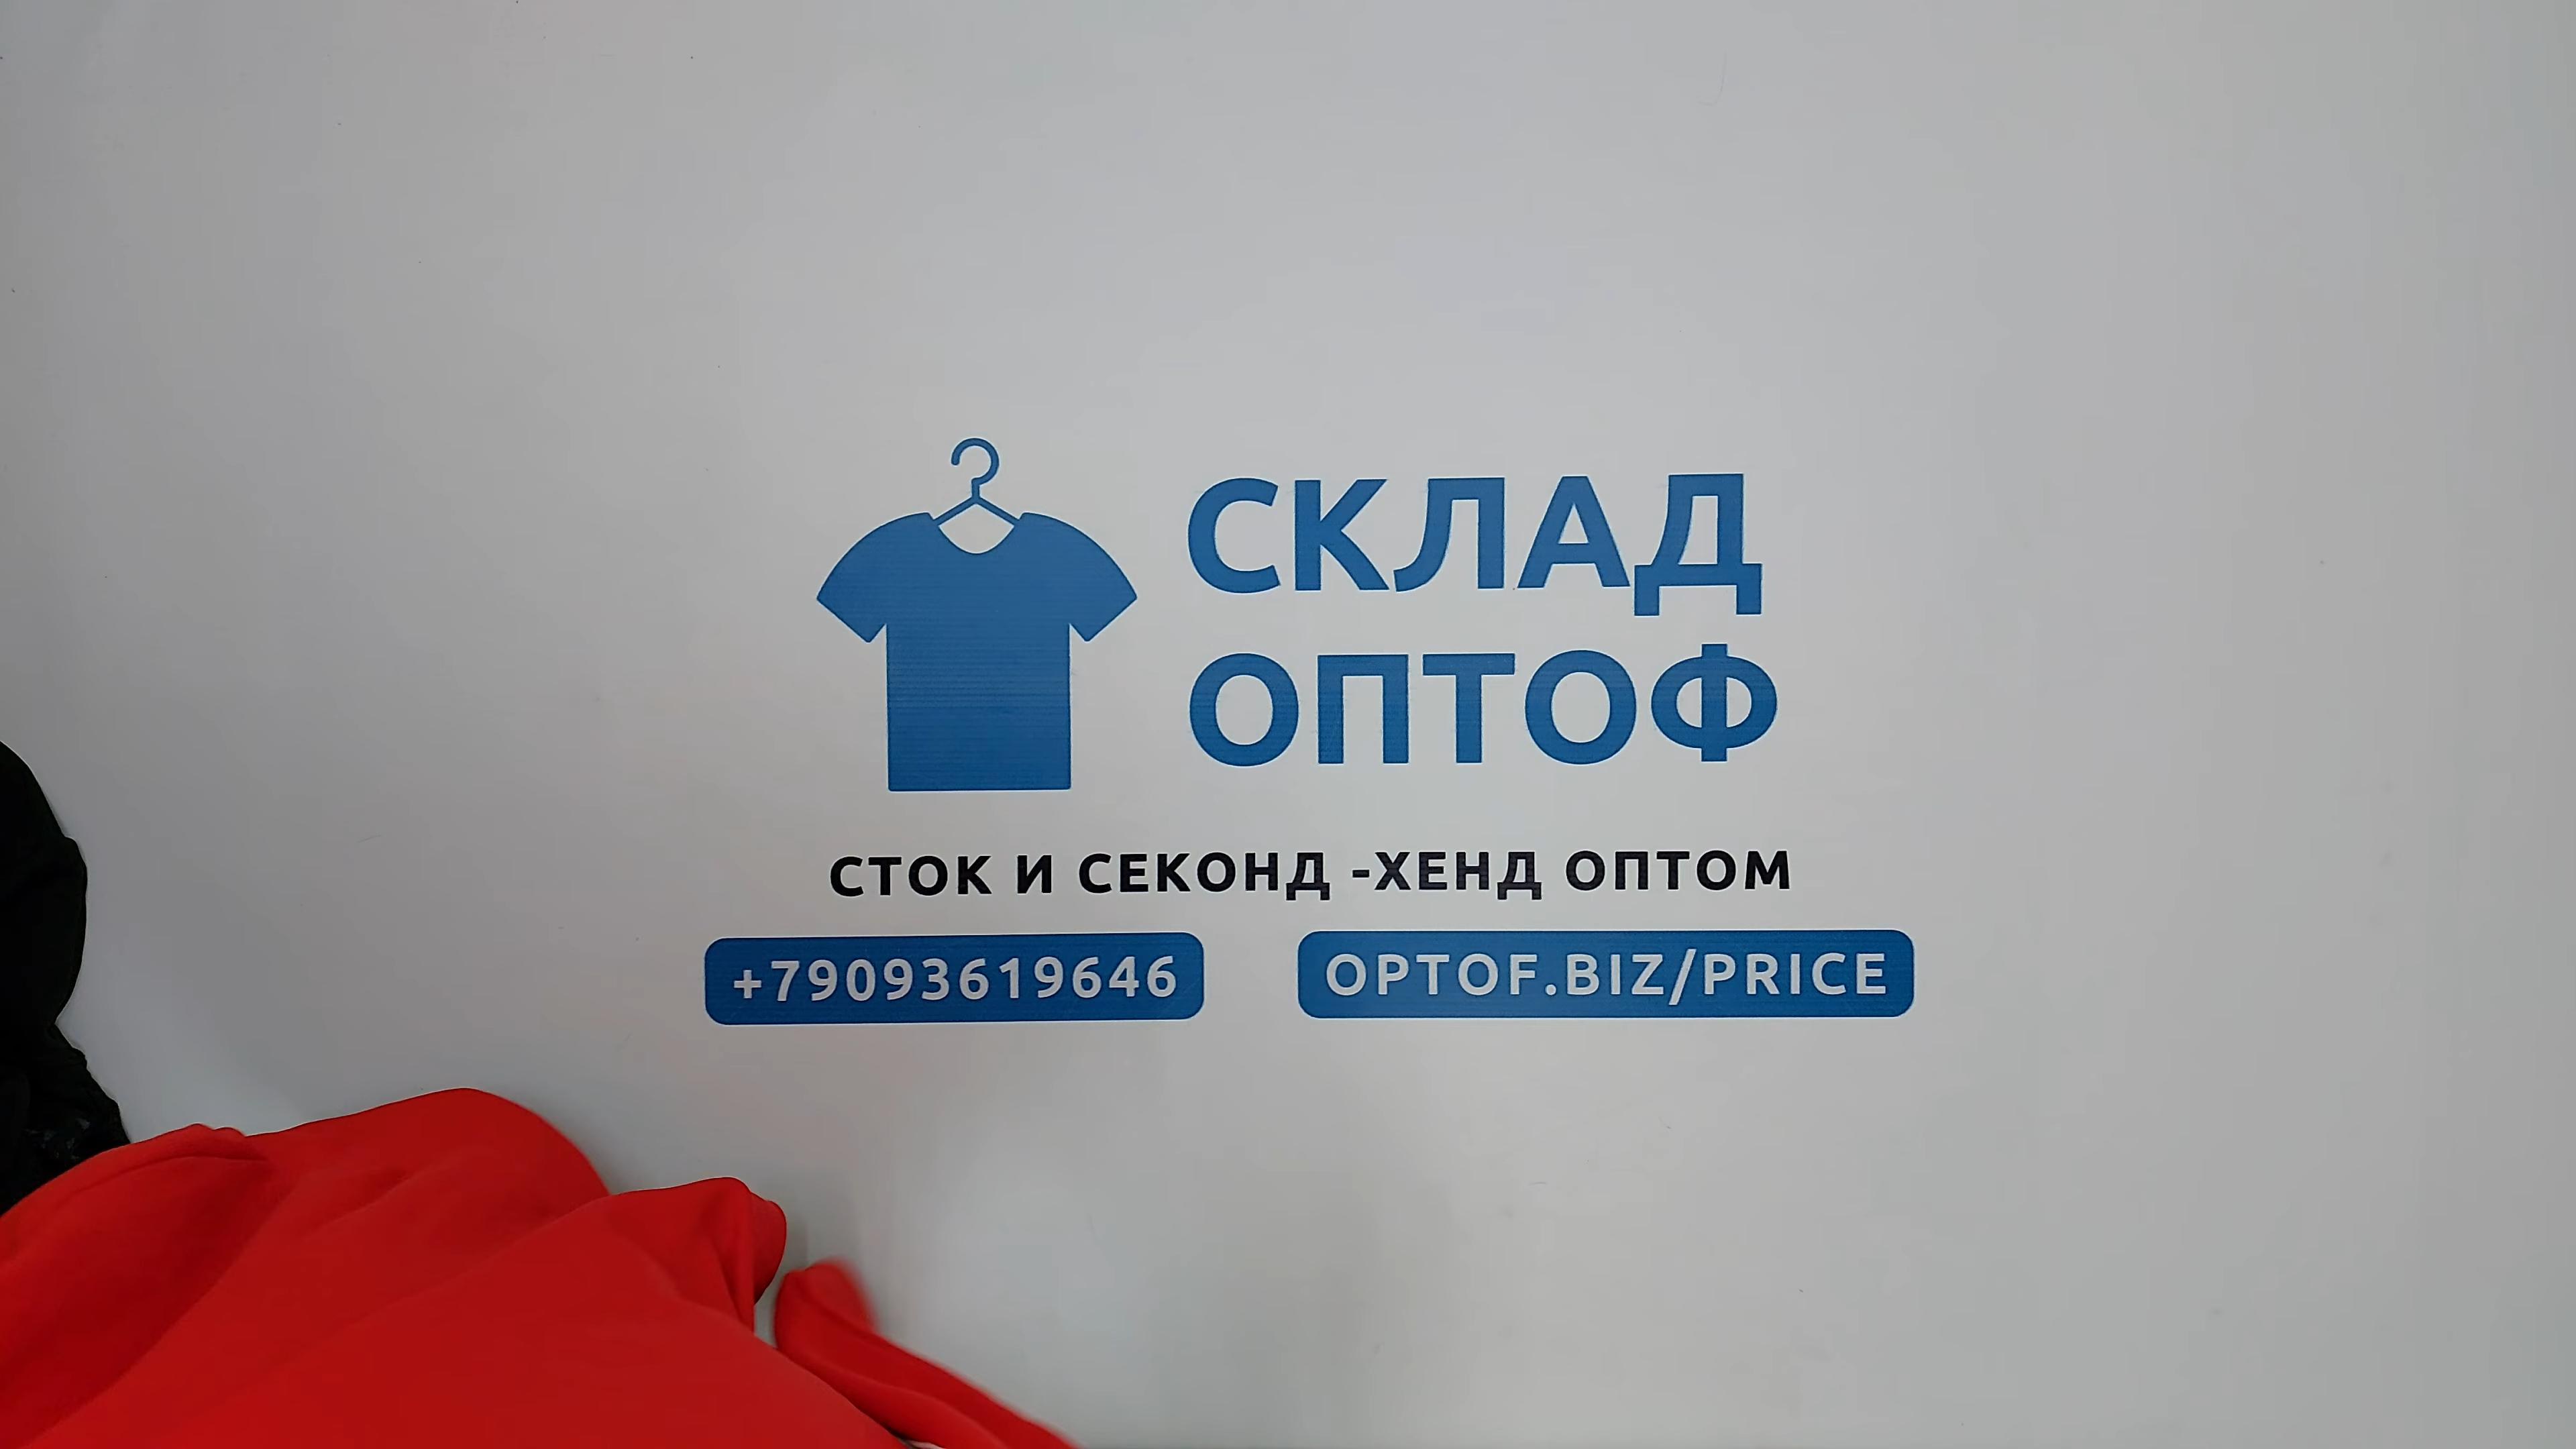 СКЛАД
ОПТОФ
СТОК И СЕКОНД -ХЕНД ОПТОМ
+79093619646
OPTOF.BIZ/PRICE